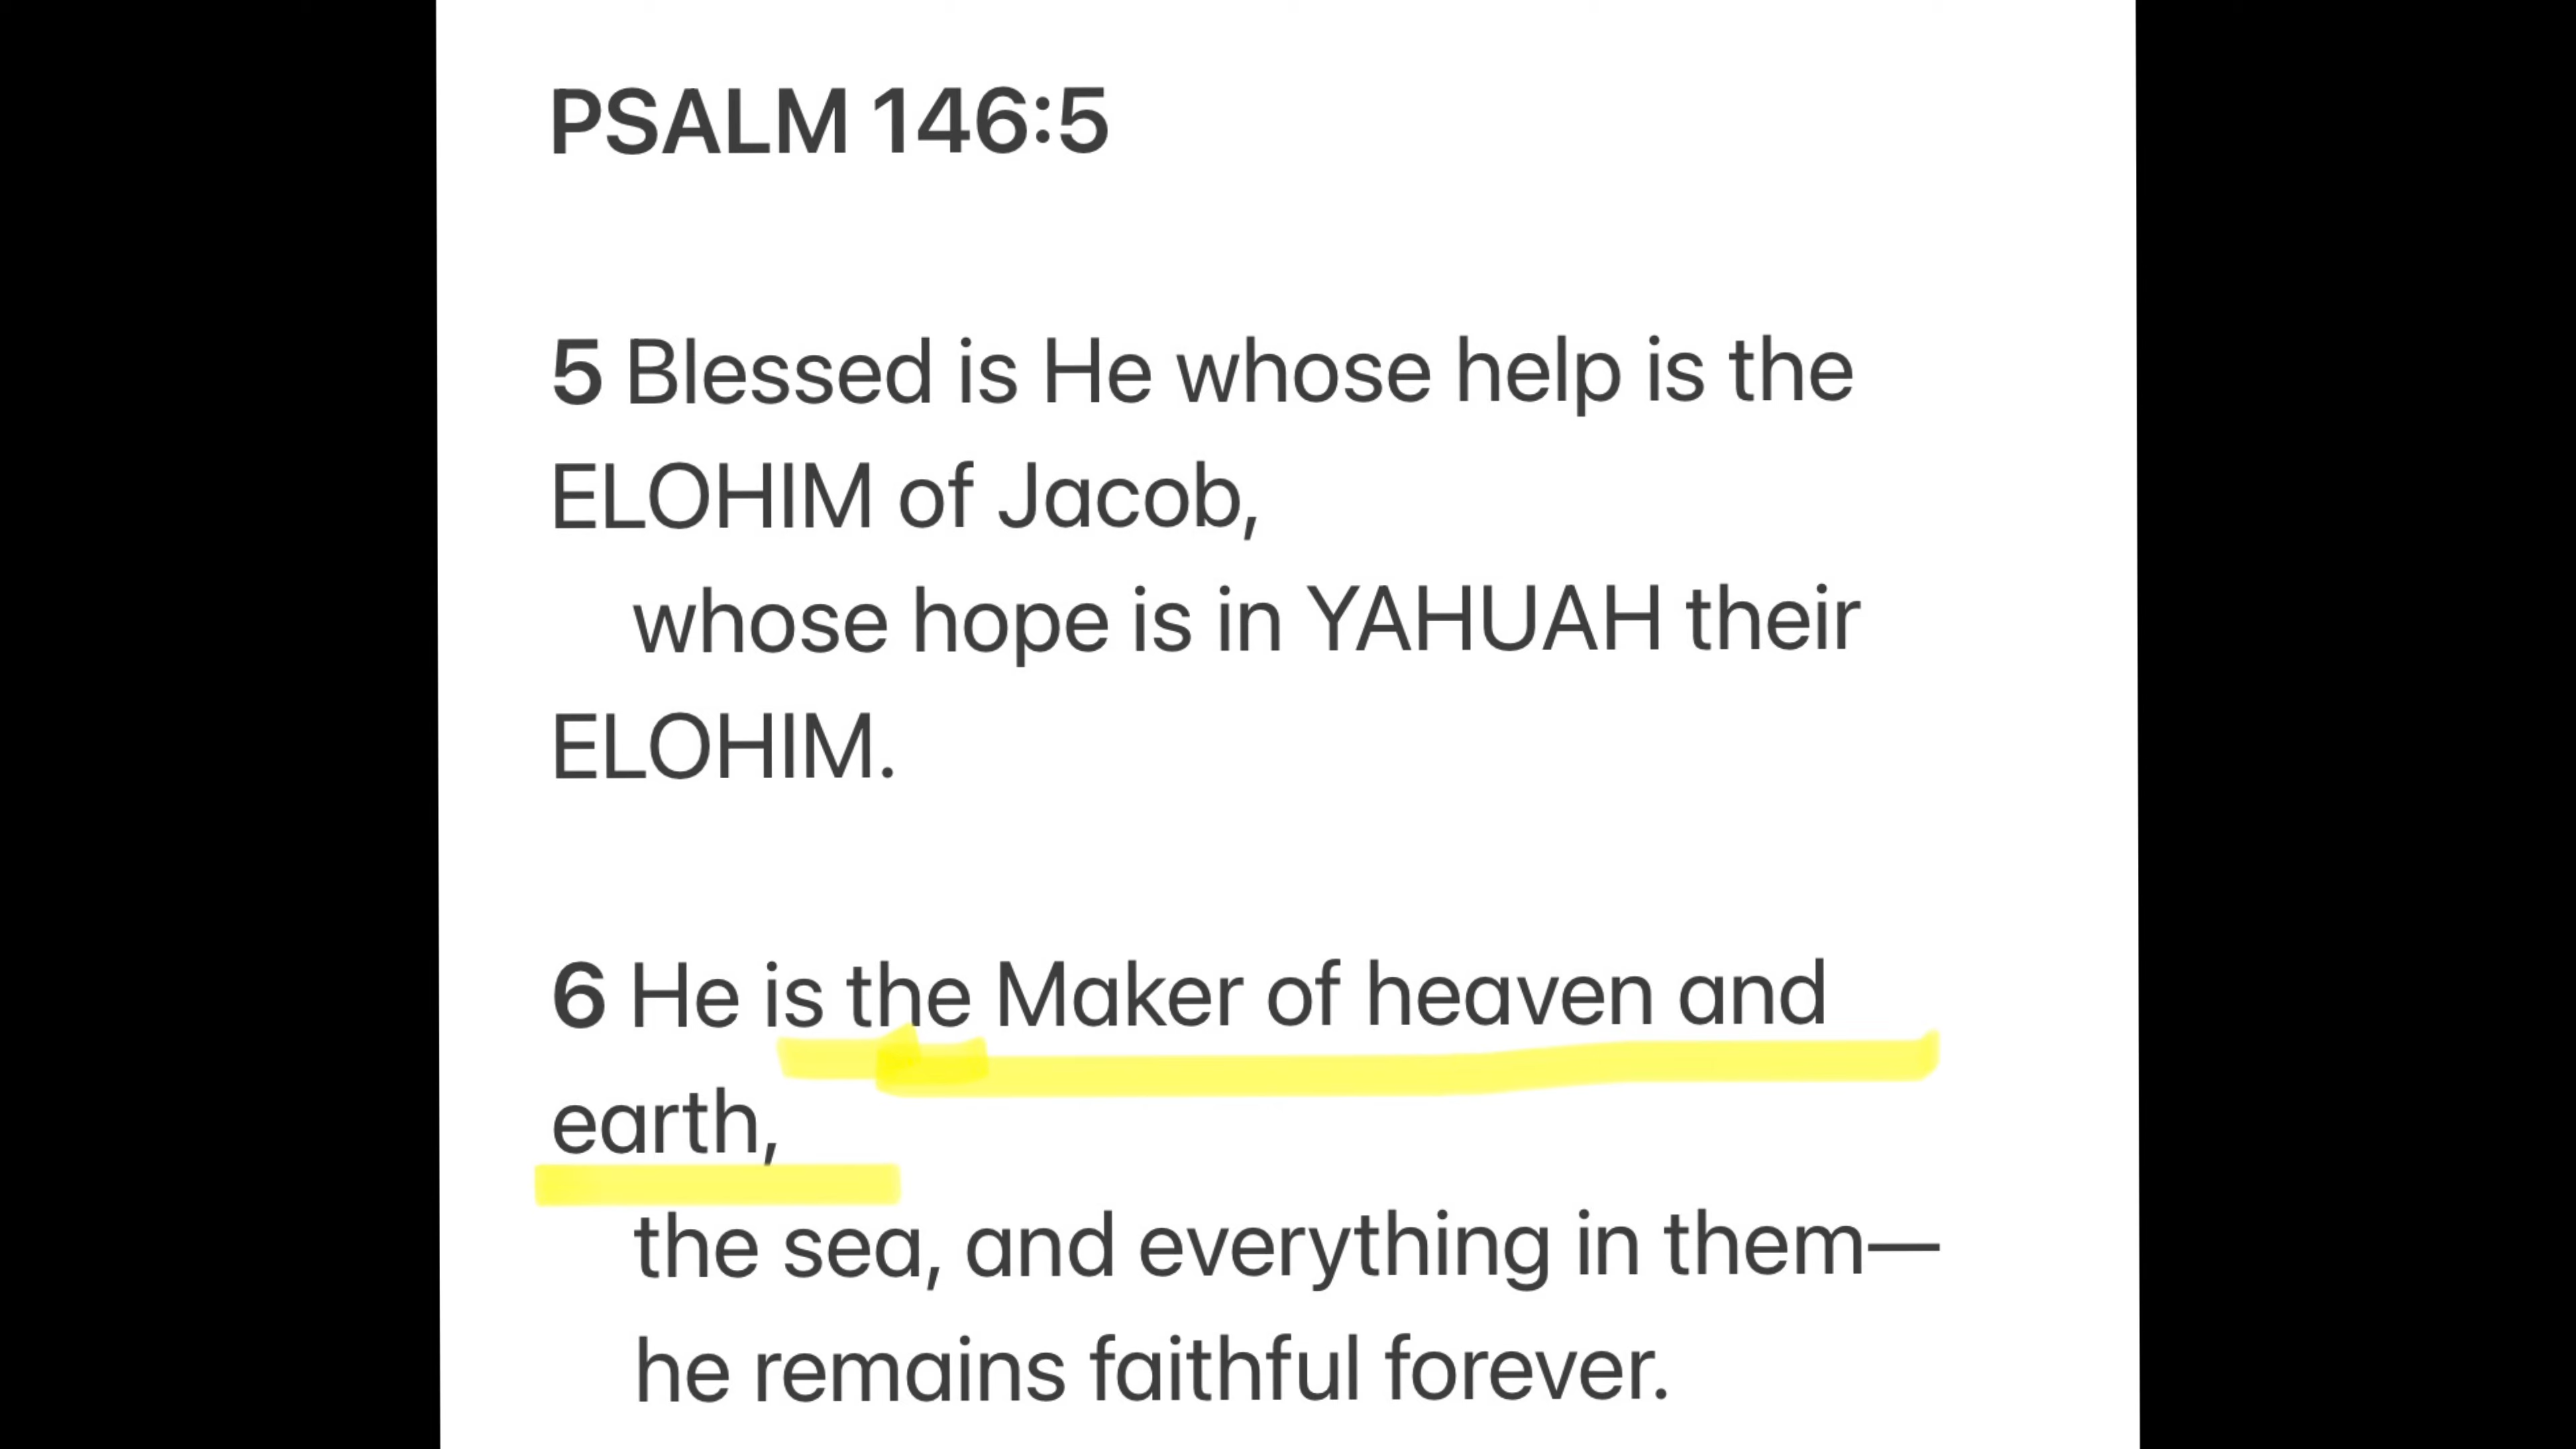 PSALM 146:5
5 Blessed is He whose help is the
ELOHIM of Jacob,
whose hope is in YAHUAH their
ELOHIM.
6 He is the Maker of heaven and
earth,
the sea, and everything in them—
he remains faithful forever.